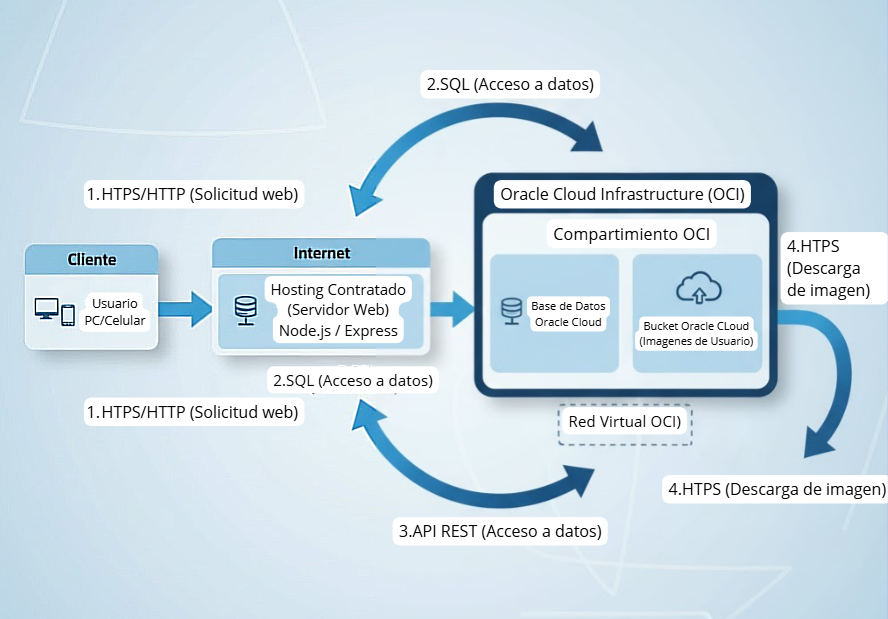 2.SQL (Acceso a datos)
1.HTPS/HTTP (Solicitud web)
Oracle Cloud Infrastructure (OCI)
Compartimiento OCI
4.HTPS
(Descarga
de imagen)
Cliente
Internet
Usuario
PC/Celular
Hosting Contratado
(Servidor Web)
Node.js / Express
Base de Datos
Oracle Cloud
Bucket Oracle CLoud
(Imagenes de Usuario)
2.SQL (Acceso a datos)
1.HTPS/HTTP (Solicitud web)
Red Virtual OCI)
4.HTPS (Descarga de imagen)
3.API REST (Acceso a datos)